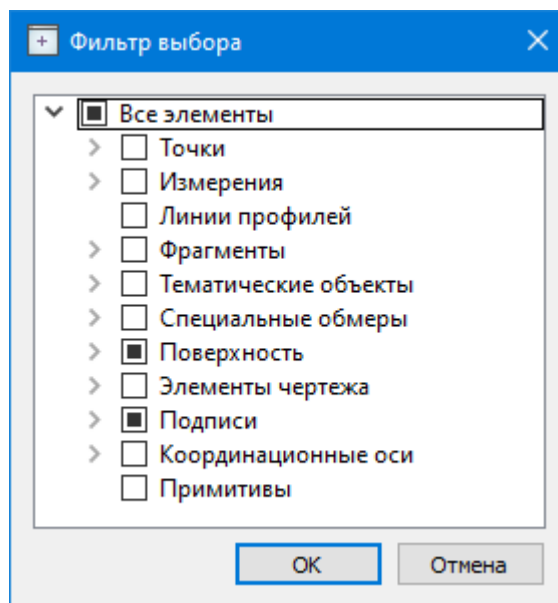 Фильтр выбора
Все элементы
Точки
Измерения
Линии профилей
Фрагменты
Тематические объекты
Специальные обмеры
Поверхность
Элементы чертежа
Подписи
Координационные оси
Примитивы
OK Отмена